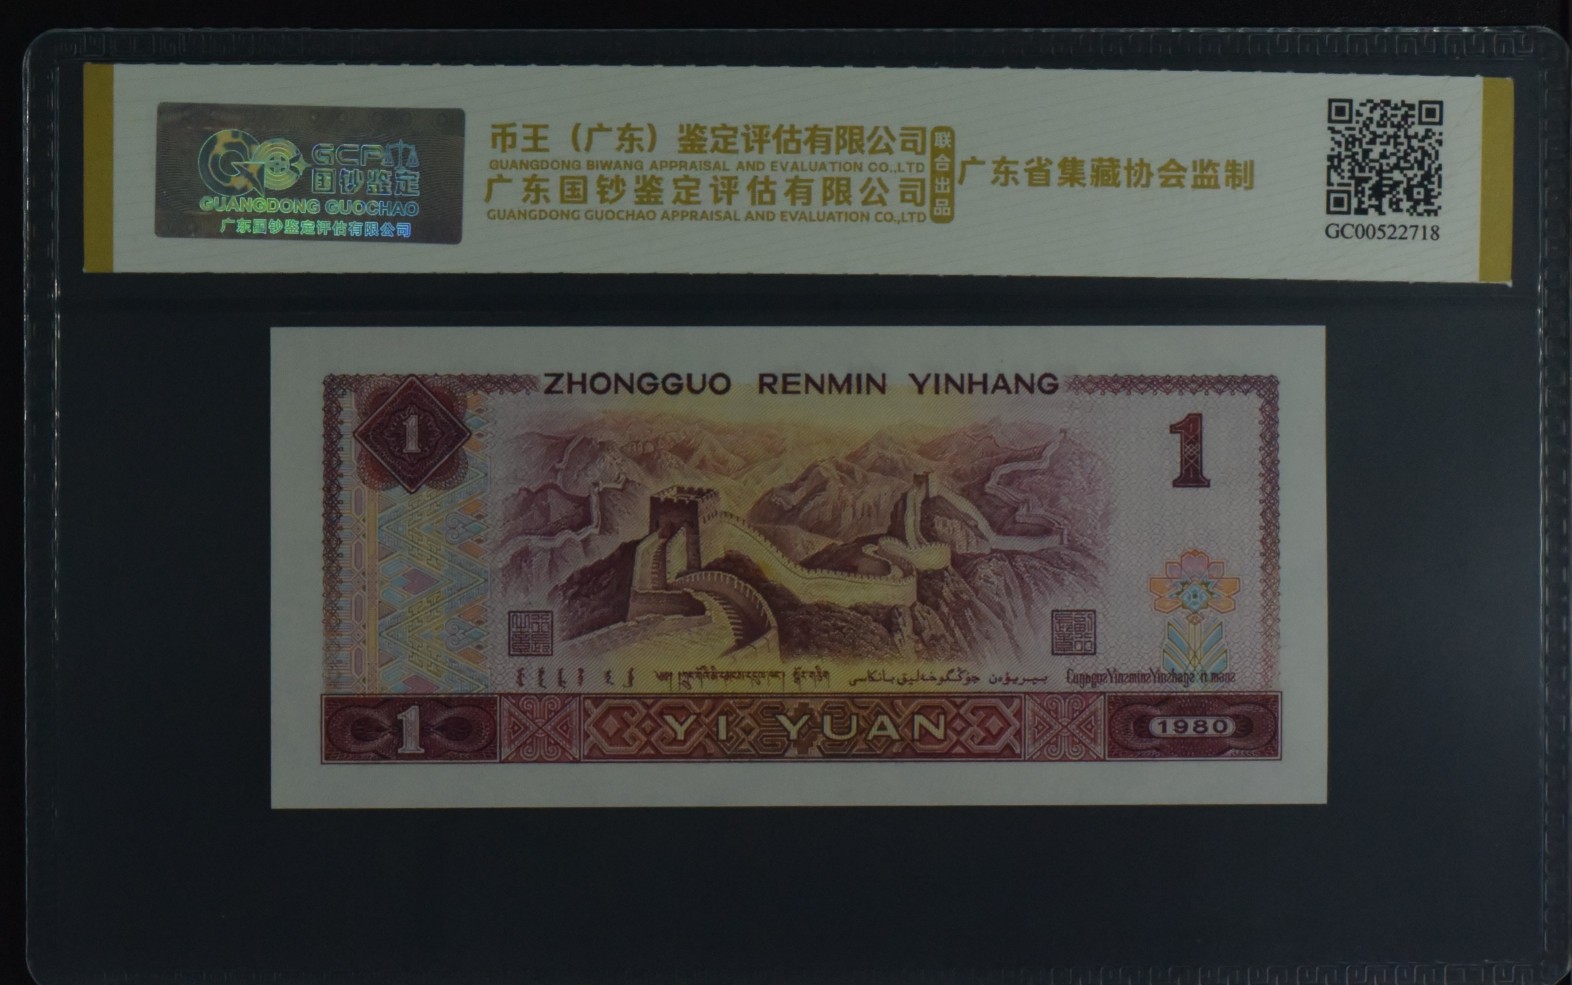 GCF
国钞鉴定
GUANGDONG GUOCHAO
广东国钞鉴定评估有限公司
币王（广东）鉴定评估有限公司
GUANGDONG BIWANG APPRAISAL AND EVALUATION CO.,LTD
广东国钞鉴定评估有限公司
GUANGDONG GUOCHAO APPRAISAL AND EVALUATION CO.,LTD
联合出品
广东省集藏协会监制
GC00522718
ZHONGGUO RENMIN YINHANG
1
1
1
YI YUAN
1980